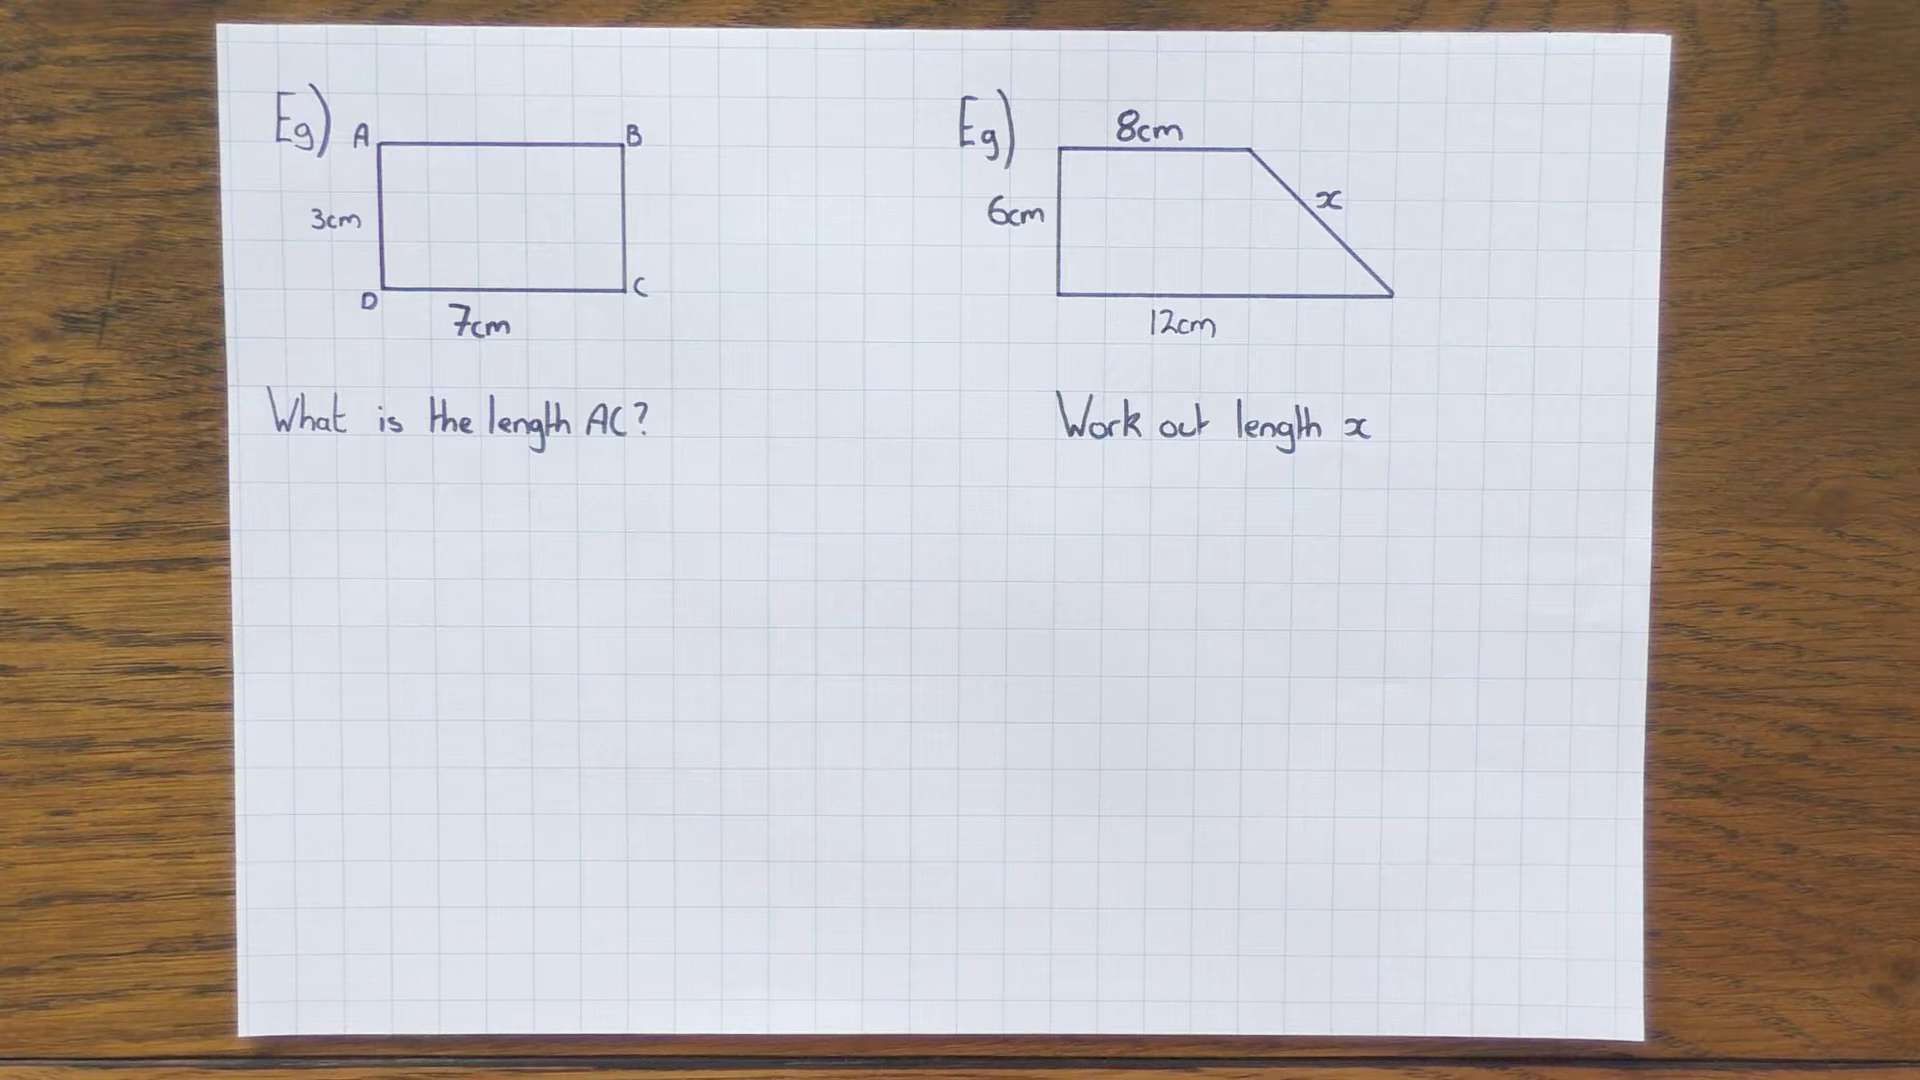 Eg) A B
3cm
D C
7cm
What is the length AC?
Eg) 8cm
6cm x
12cm
Work out length x